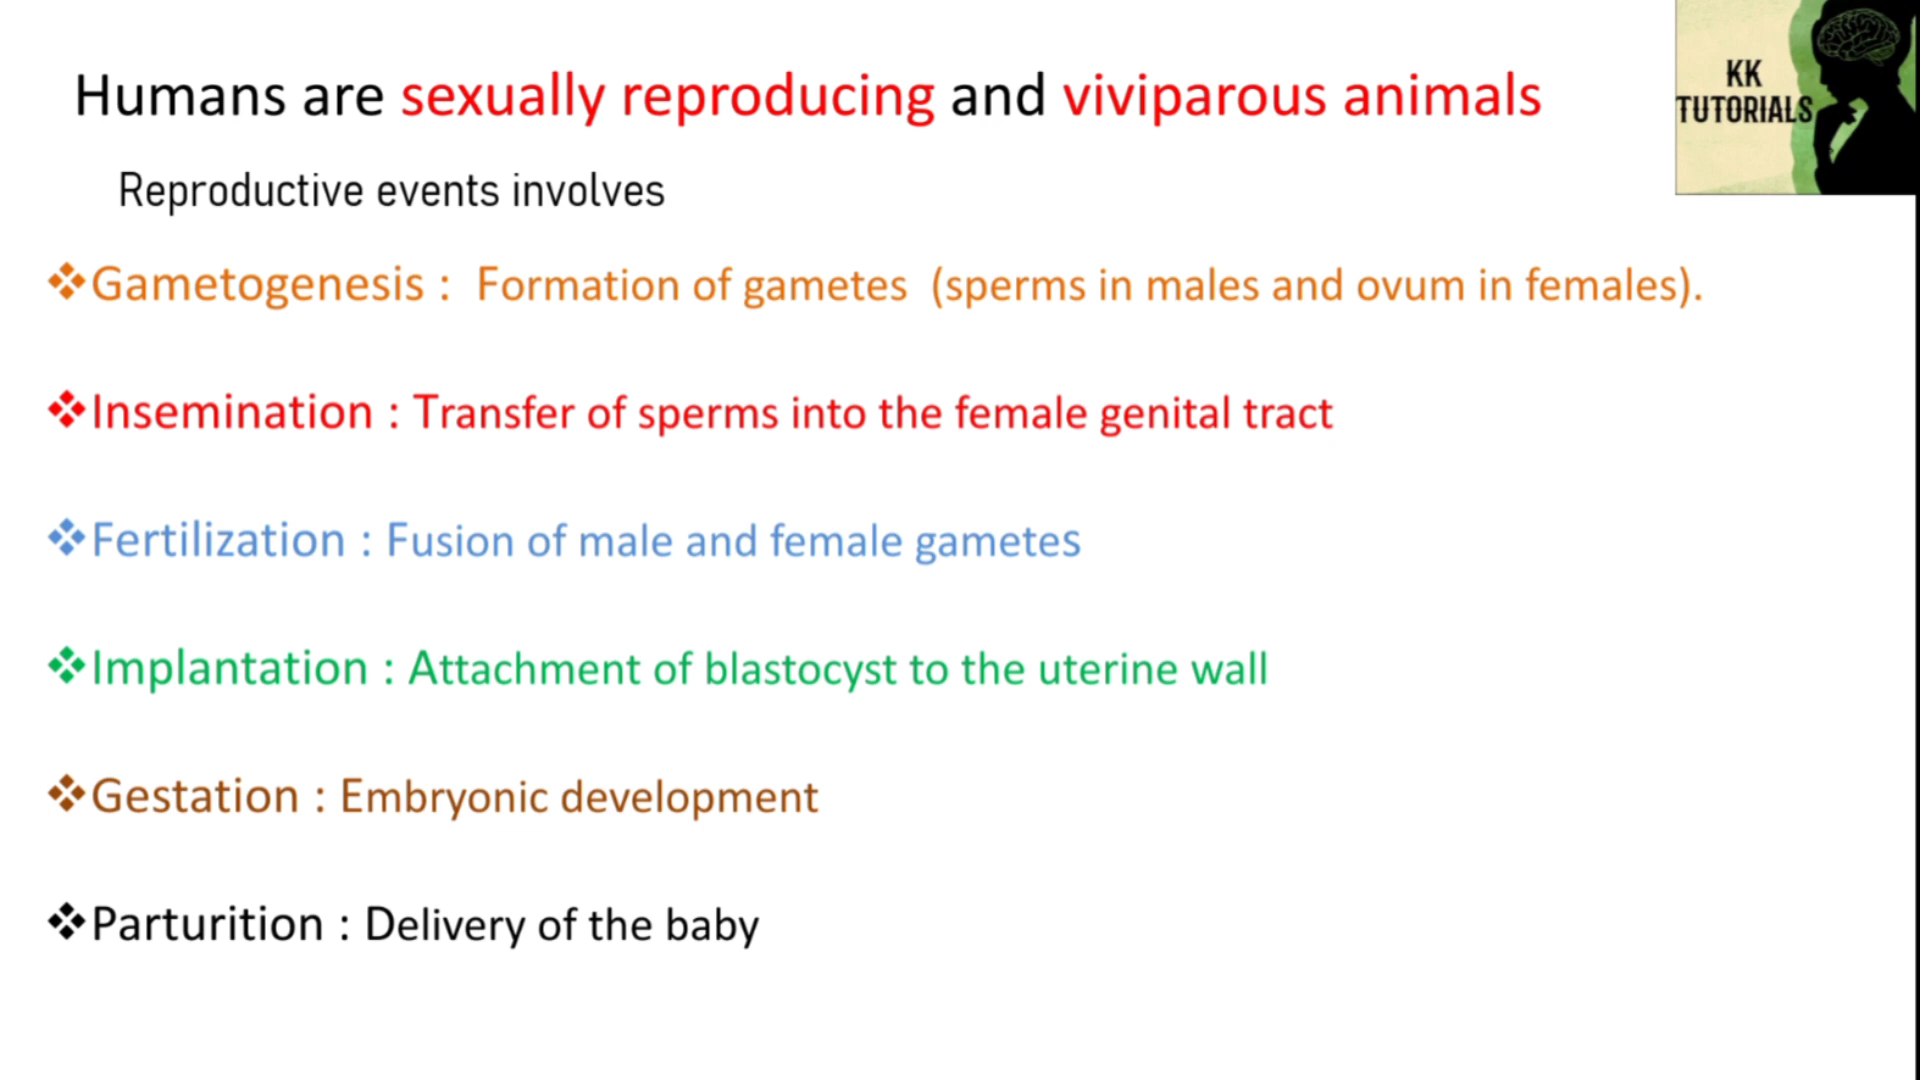 Humans are sexually reproducing and viviparous animals
KK
TUTORIALS
Reproductive events involves
❖Gametogenesis : Formation of gametes (sperms in males and ovum in females).
❖Insemination : Transfer of sperms into the female genital tract
❖Fertilization : Fusion of male and female gametes
❖Implantation : Attachment of blastocyst to the uterine wall
❖Gestation : Embryonic development
❖Parturition : Delivery of the baby